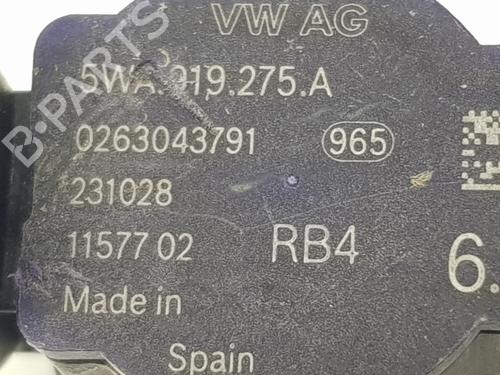 VW AG
5WA.919.275.A
0263043791 965
231028
11577 02 RB4 6.
Made in
Spain
B-PARTS